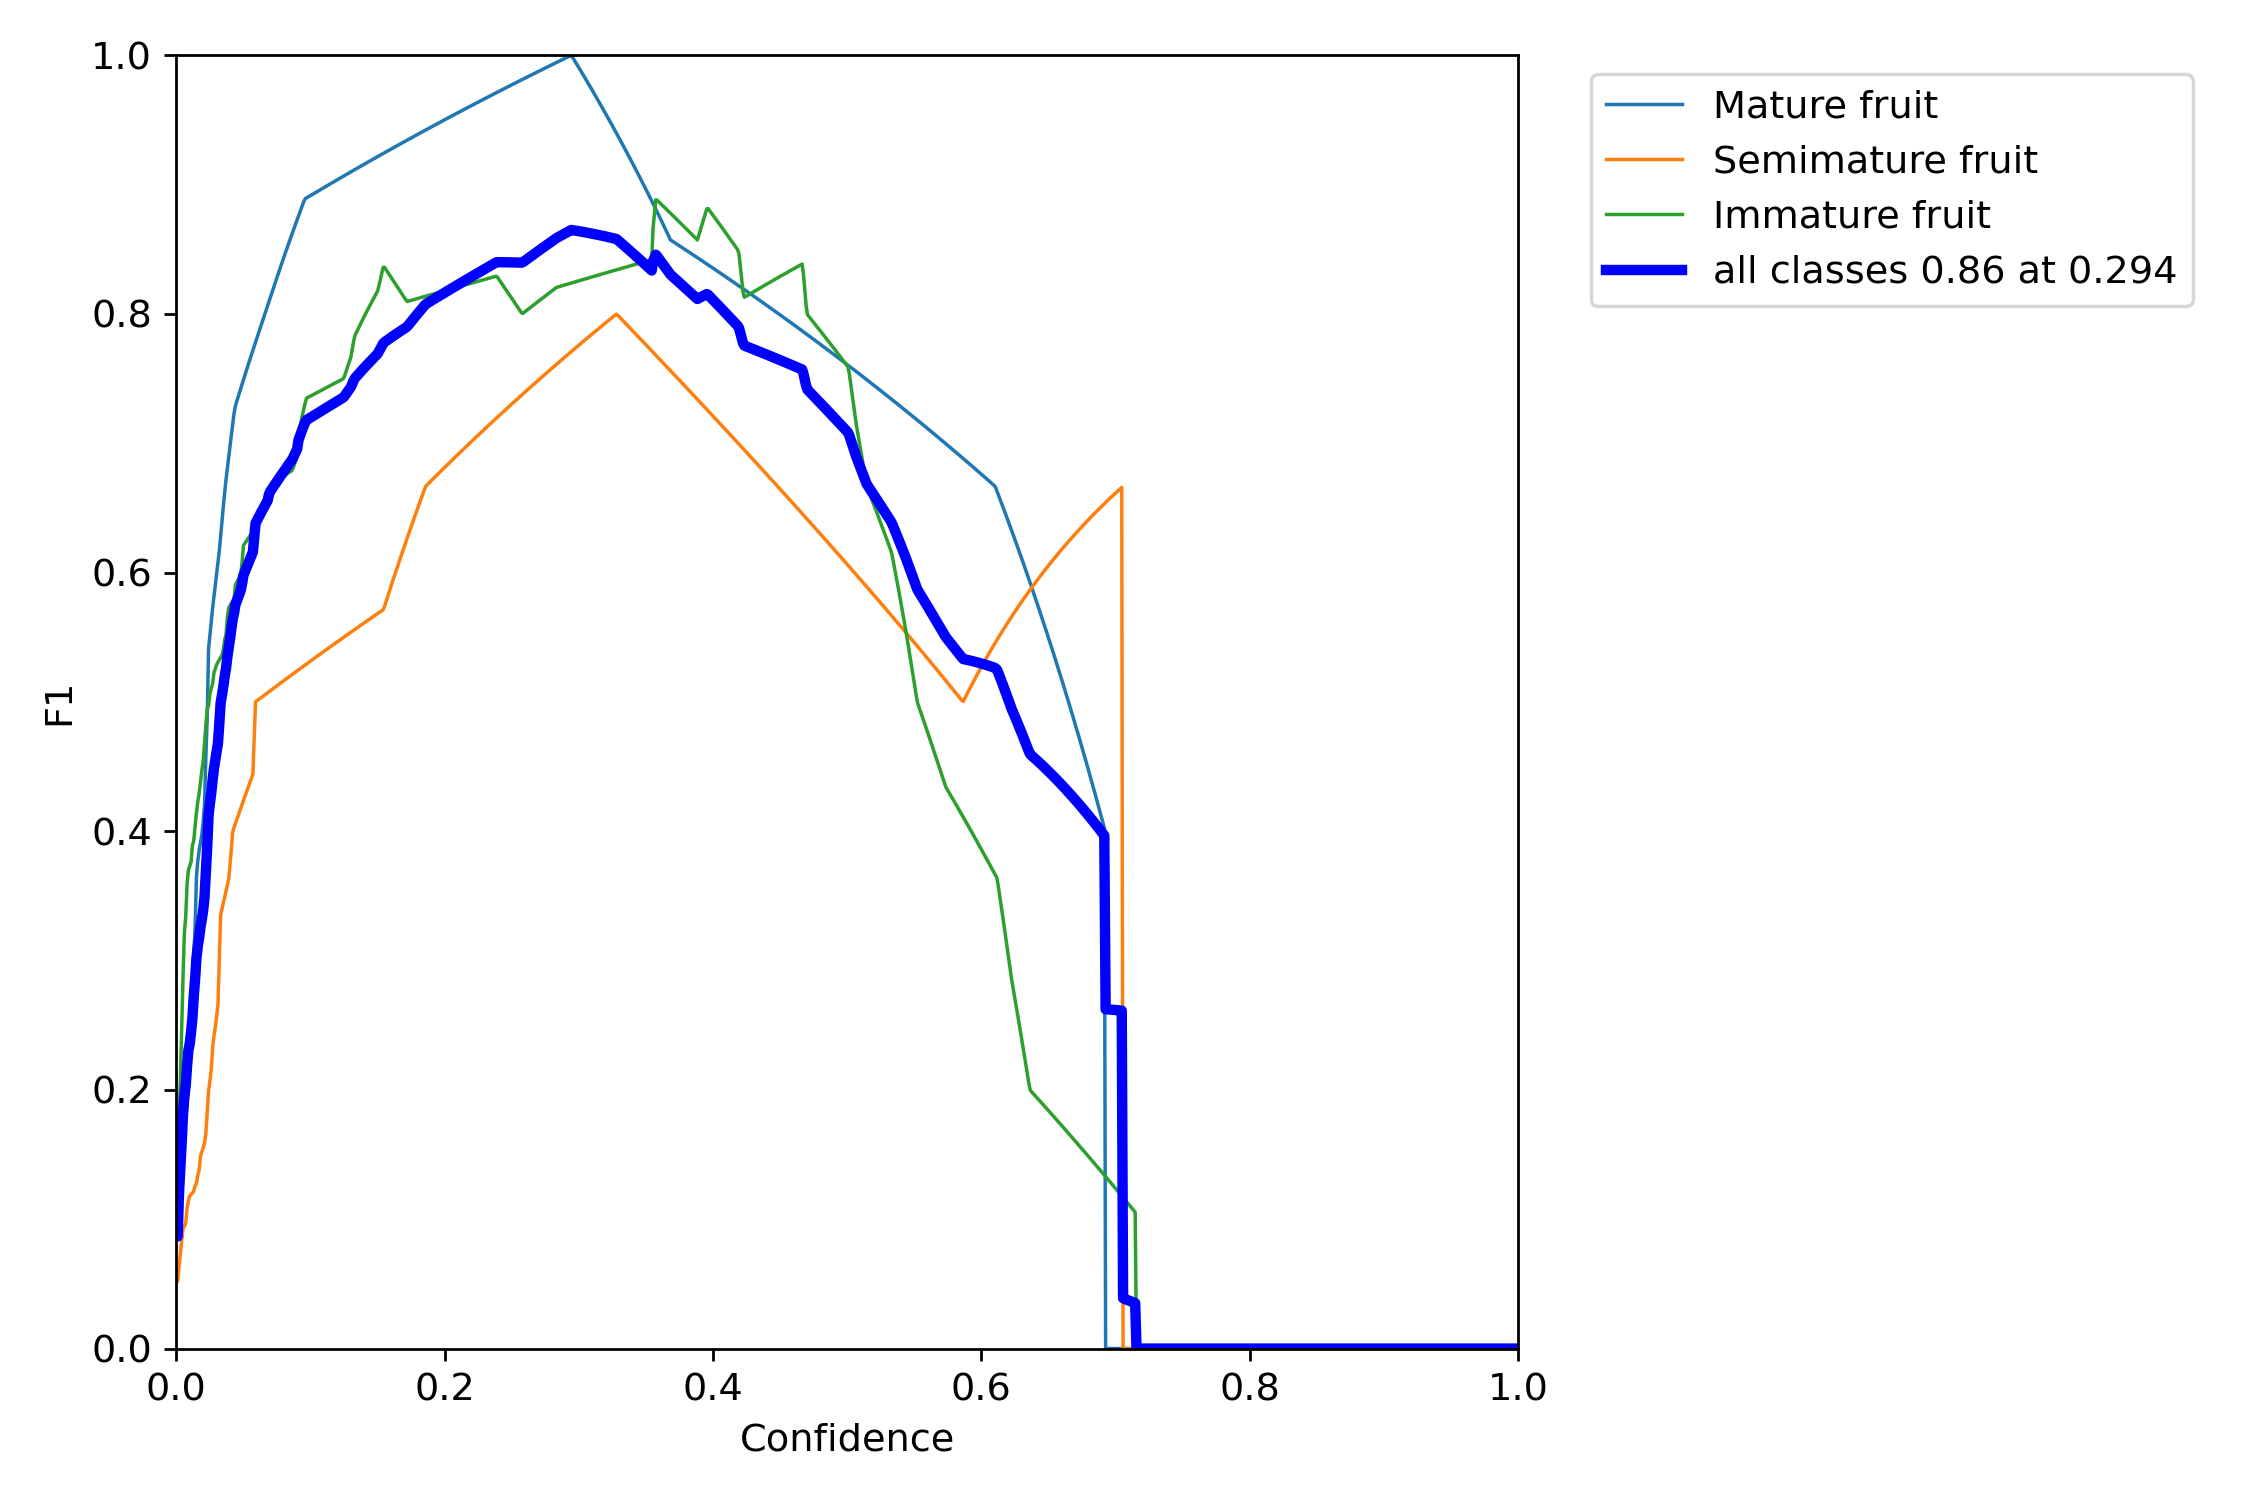 1.0
0.8
0.6
0.4
0.2
0.0
F1
0.0 0.2 0.4 0.6 0.8 1.0
Confidence
Mature fruit
Semimature fruit
Immature fruit
all classes 0.86 at 0.294